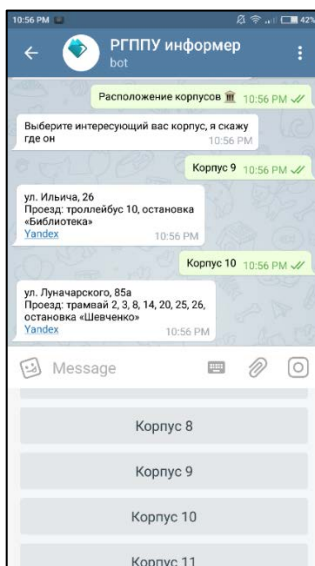 10:56 PM 42%
РГППУ информер
bot
Расположение корпусов 🏛 10:56 PM
Выберите интересующий вас корпус, я скажу
где он 10:56 PM
Корпус 9 10:56 PM
ул. Ильича, 26
Проезд: троллейбус 10, остановка
«Библиотека»
Yandex 10:56 PM
Корпус 10 10:56 PM
ул. Луначарского, 85а
Проезд: трамвай 2, 3, 8, 14, 20, 25, 26,
остановка «Шевченко»
Yandex 10:56 PM
Message
Корпус 8
Корпус 9
Корпус 10
Корпус 11